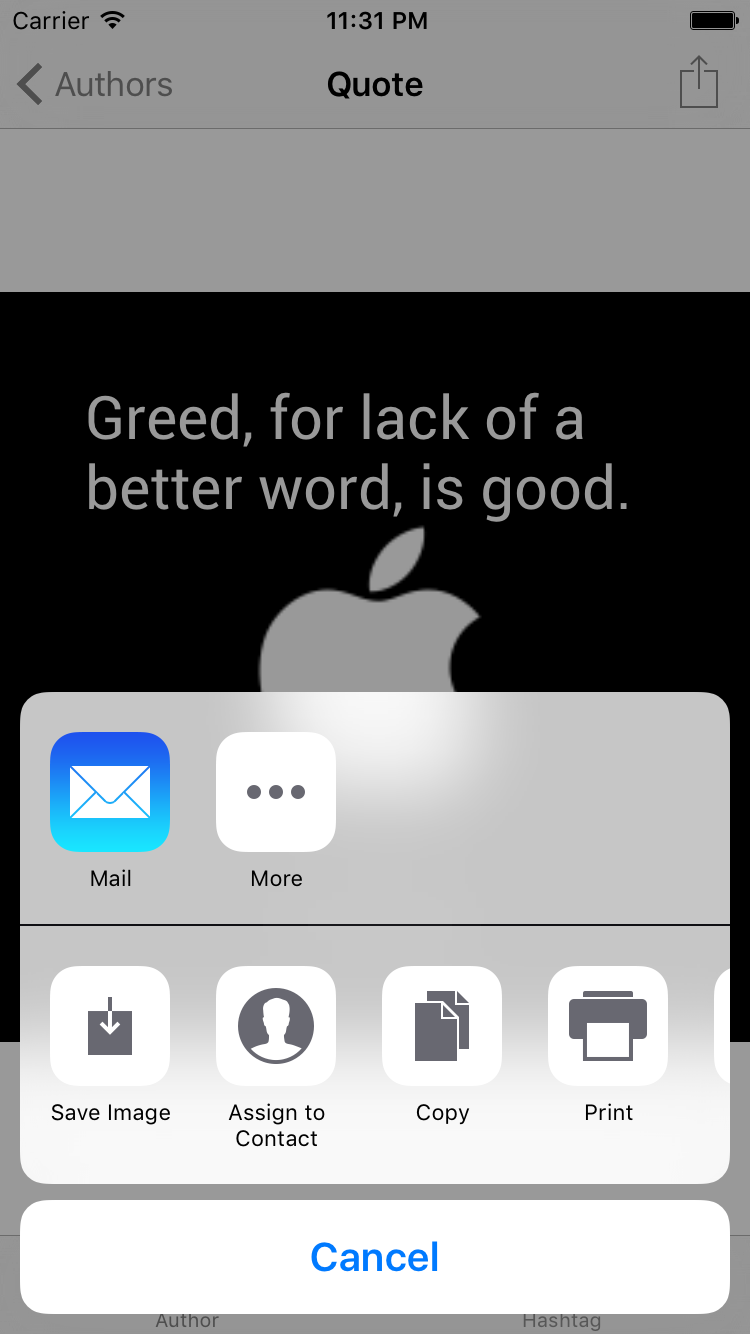 Carrier 11:31 PM
Authors Quote
Greed, for lack of a
better word, is good.
Mail More
Save Image Assign to Copy Print
Contact
Cancel
Author Hashtag